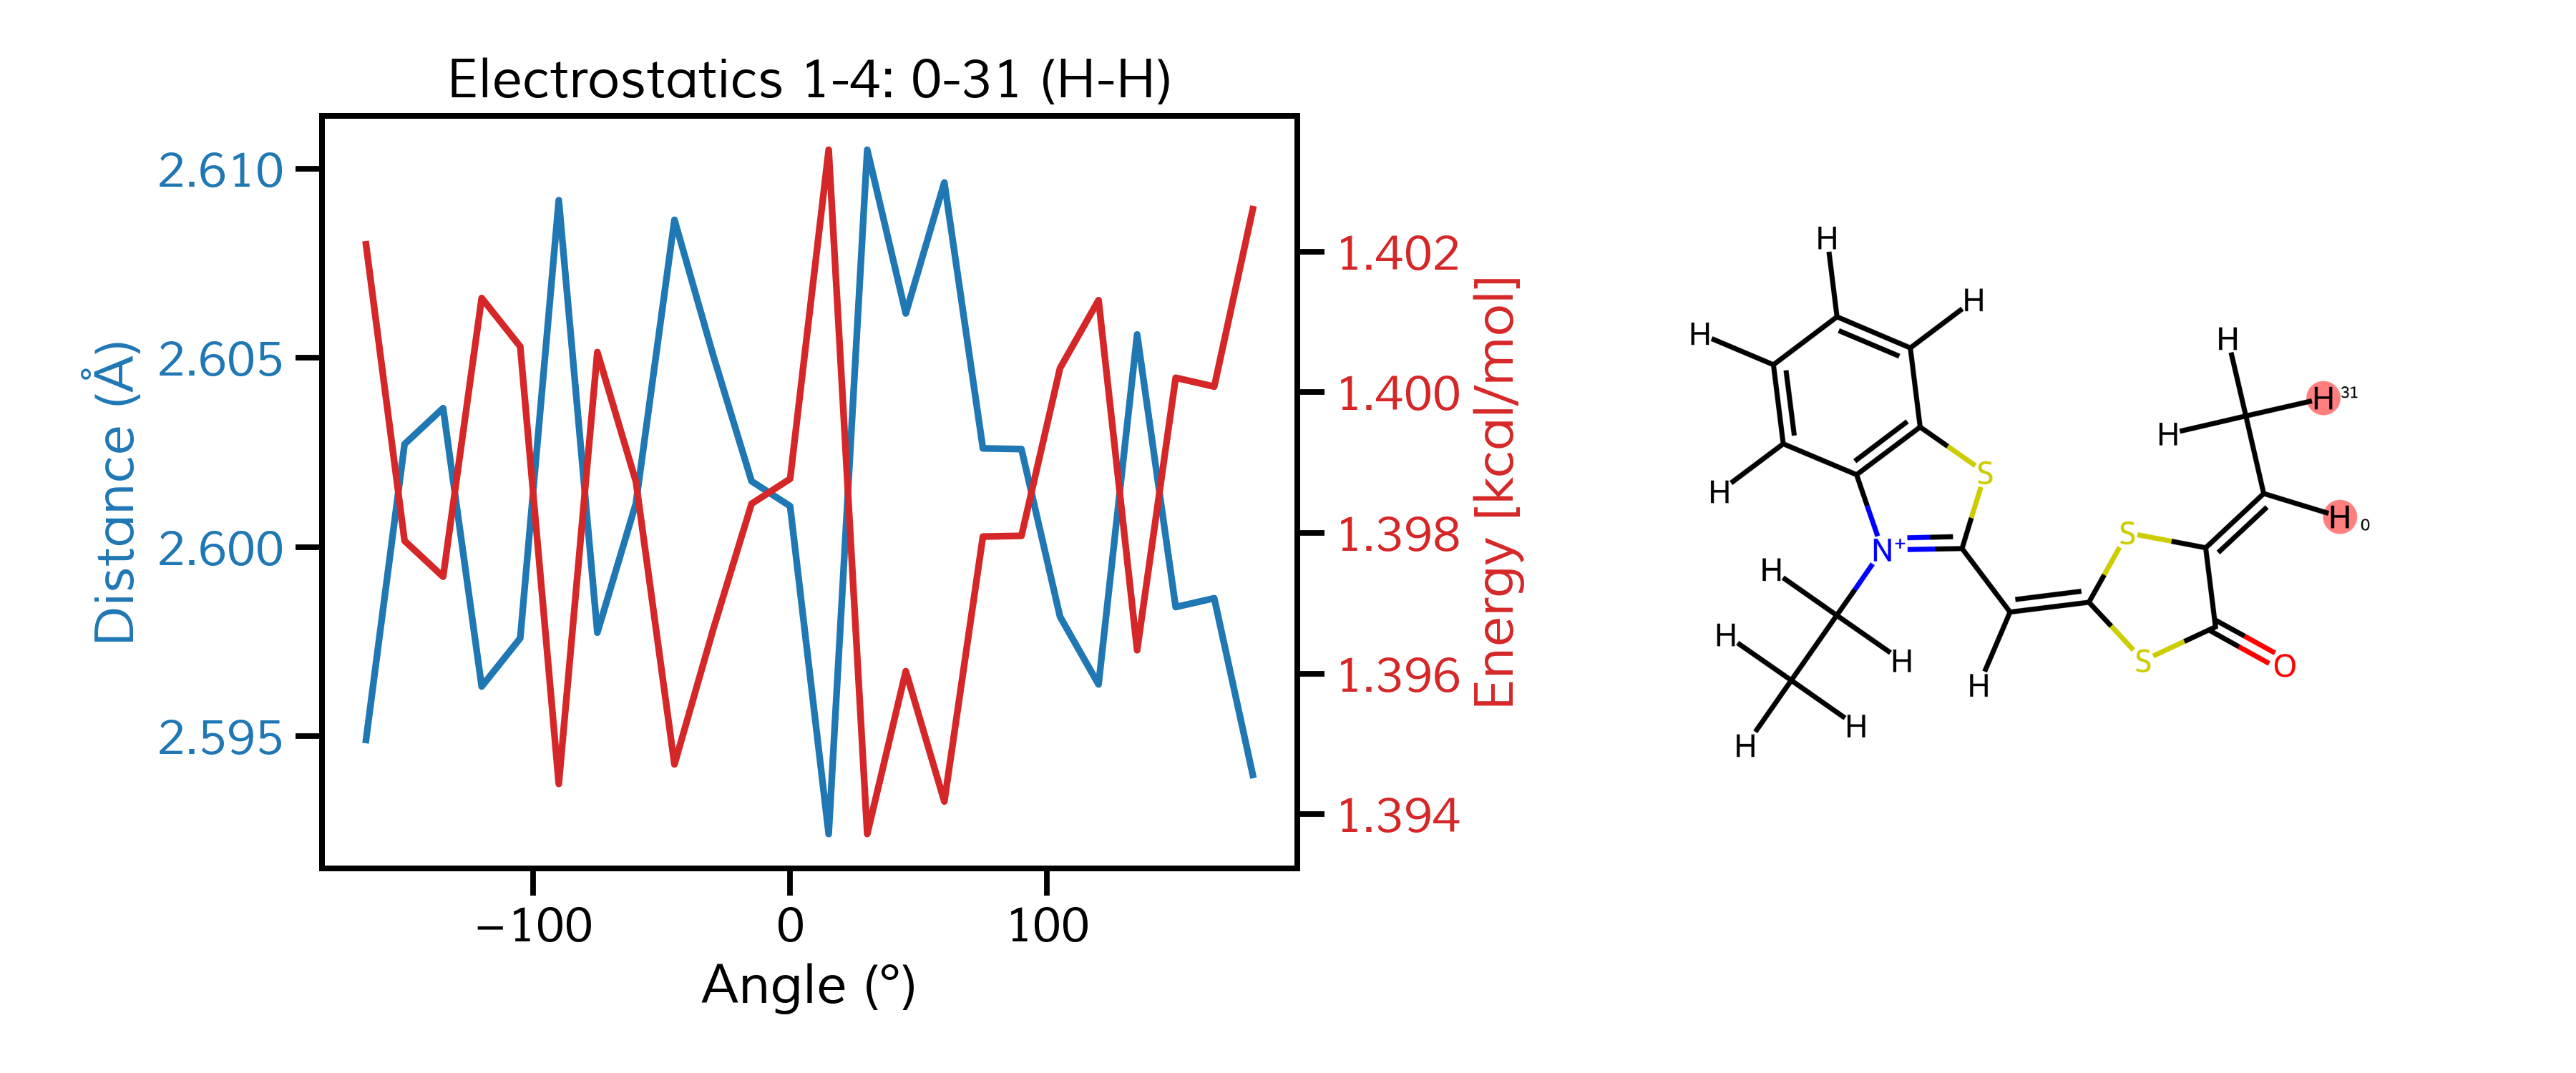 Electrostatics 1-4: 0-31 (H-H)
2.610
2.605
2.600
2.595
Distance (Å)
1.402
1.400
1.398
1.396
1.394
Energy [kcal/mol]
−100
0
100
Angle (°)
H
H
H
H
H
H 31
H
S
H
H 0
S
N+
H
H
H
S
O
H
H
H